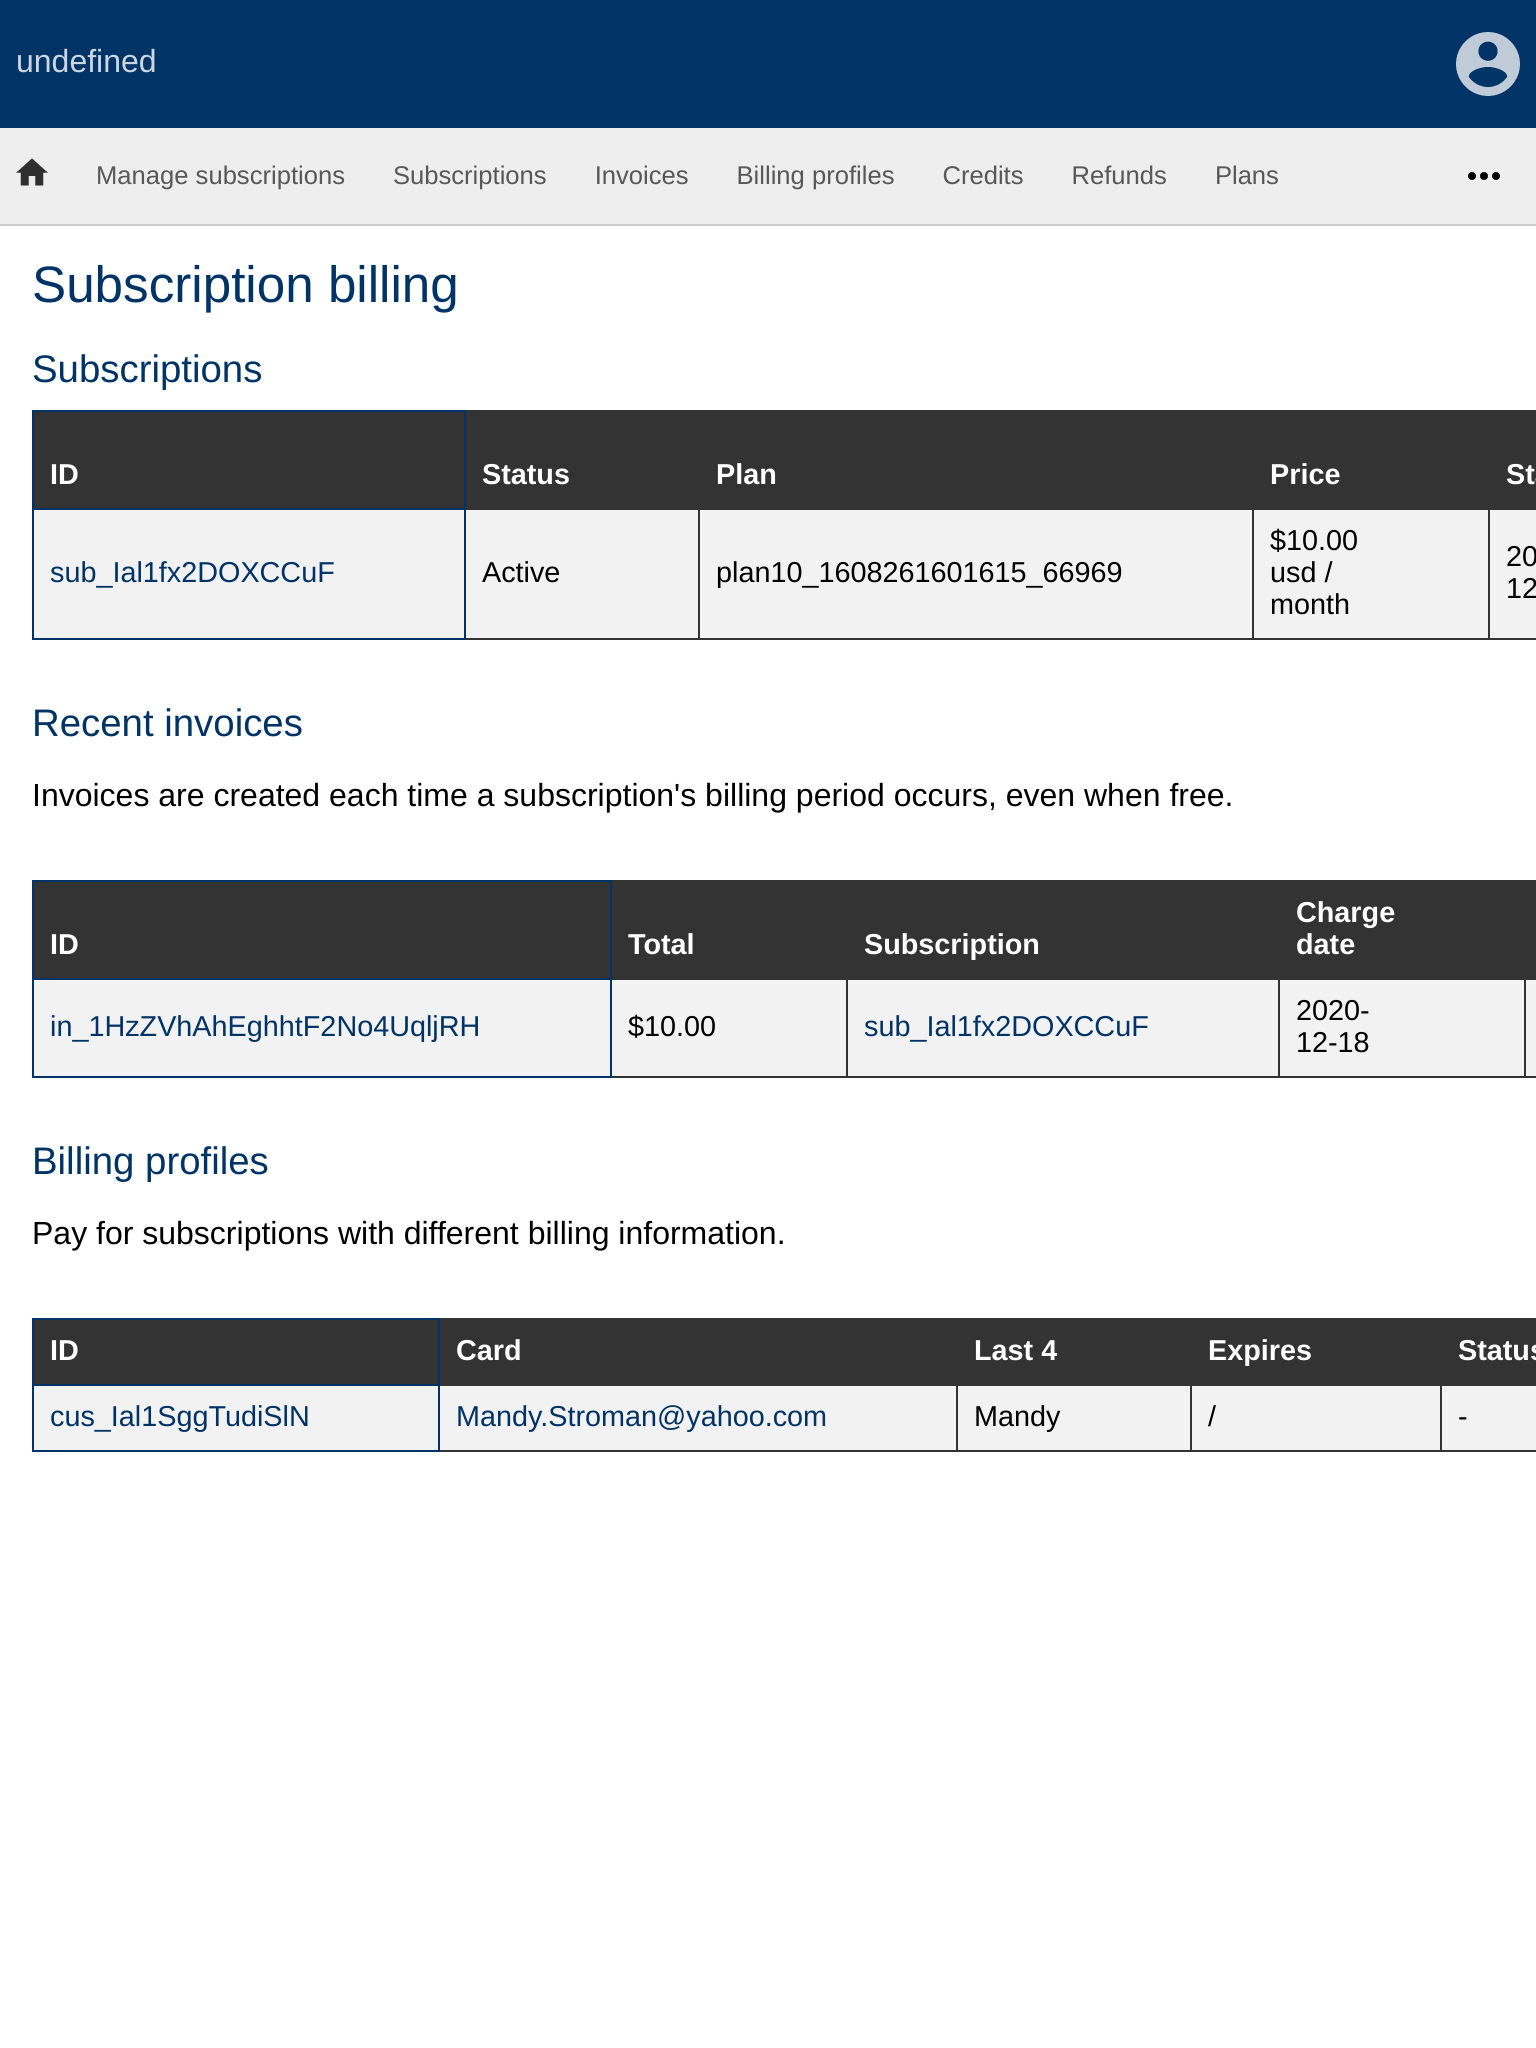 undefined
Manage subscriptions Subscriptions Invoices Billing profiles Credits Refunds Plans
Subscription billing
Subscriptions
ID Status Plan Price
sub_Ial1fx2DOXCCuF Active plan10_1608261601615_66969 $10.00
usd /
month
Recent invoices
Invoices are created each time a subscription's billing period occurs, even when free.
ID Total Subscription Charge
date
in_1HzZVhAhEghhtF2No4UqljRH $10.00 sub_Ial1fx2DOXCCuF 2020-
12-18
Billing profiles
Pay for subscriptions with different billing information.
ID Card Last 4 Expires Status
cus_Ial1SggTudiSlN Mandy.Stroman@yahoo.com Mandy / -